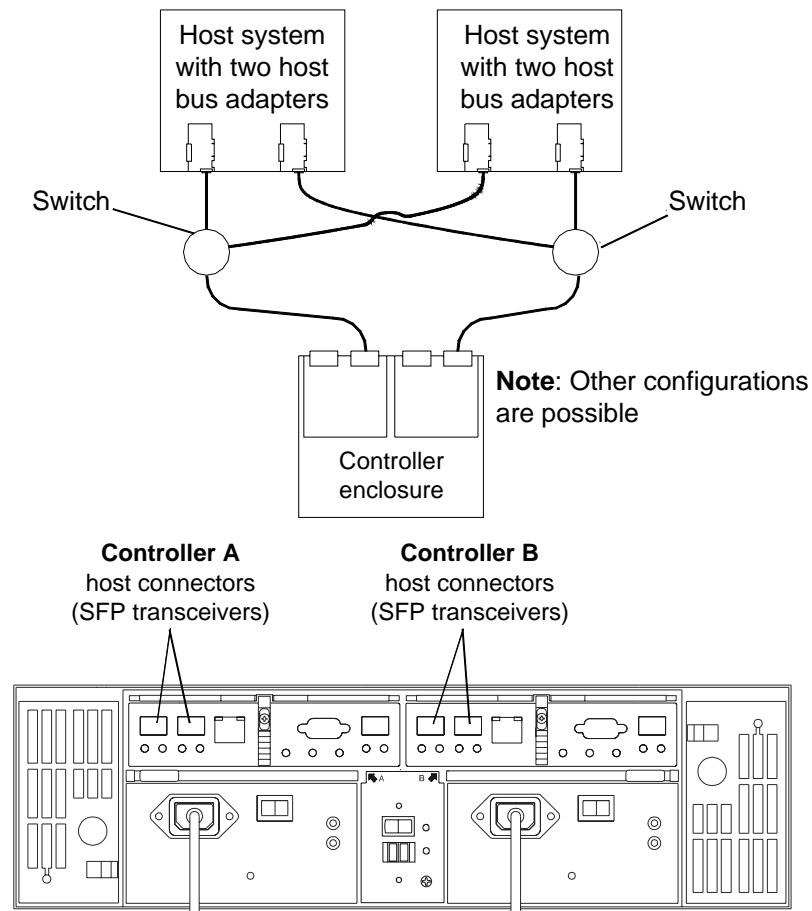 Host system
with two host
bus adapters
Host system
with two host
bus adapters
Switch
Switch
Note: Other configurations
are possible
Controller
enclosure
Controller A
host connectors
(SFP transceivers)
Controller B
host connectors
(SFP transceivers)
A
B